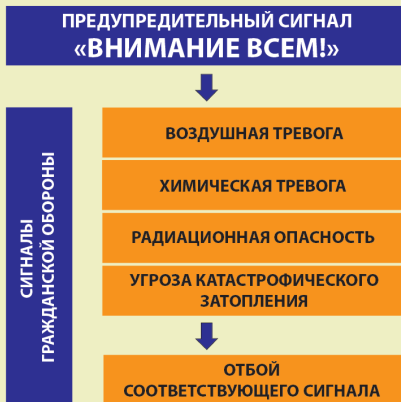 ПРЕДУПРЕДИТЕЛЬНЫЙ СИГНАЛ
«ВНИМАНИЕ ВСЕМ!»
СИГНАЛЫ
ГРАЖДАНСКОЙ ОБОРОНЫ
ВОЗДУШНАЯ ТРЕВОГА
ХИМИЧЕСКАЯ ТРЕВОГА
РАДИАЦИОННАЯ ОПАСНОСТЬ
УГРОЗА КАТАСТРОФИЧЕСКОГО
ЗАТОПЛЕНИЯ
ОТБОЙ
СООТВЕТСТВУЮЩЕГО СИГНАЛА